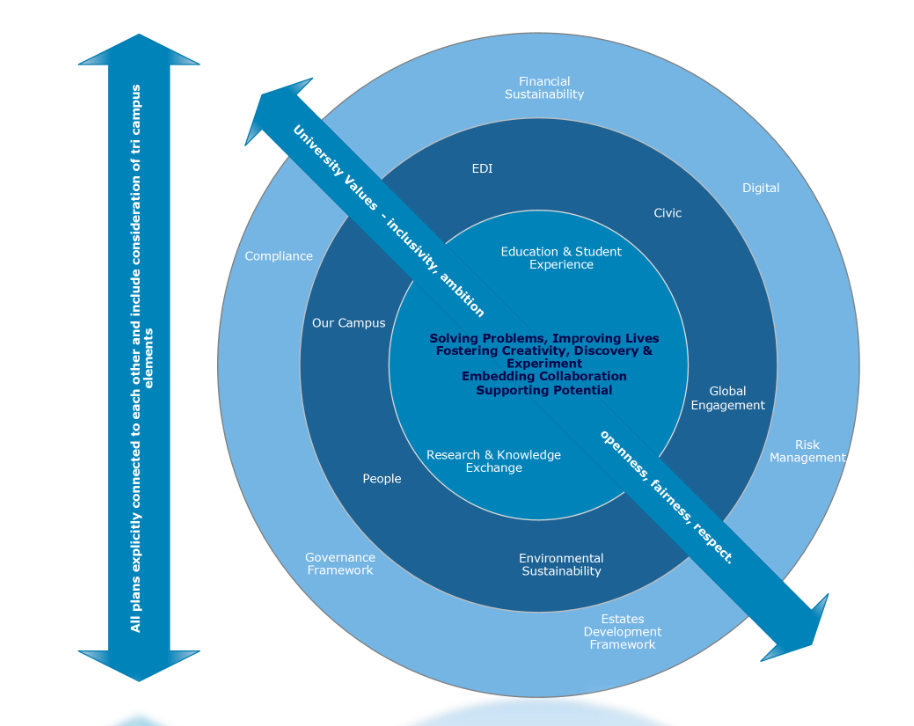 All plans explicitly connected to each other and include consideration of tri campus
elements
University Values - inclusivity, ambition
openness, fairness, respect.
Financial
Sustainability
Digital
Risk
Management
Estates
Development
Framework
Governance
Framework
Compliance
EDI
Civic
Global
Engagement
Environmental
Sustainability
People
Our Campus
Education & Student
Experience
Solving Problems, Improving Lives
Fostering Creativity, Discovery &
Experiment
Embedding Collaboration
Supporting Potential
Research & Knowledge
Exchange